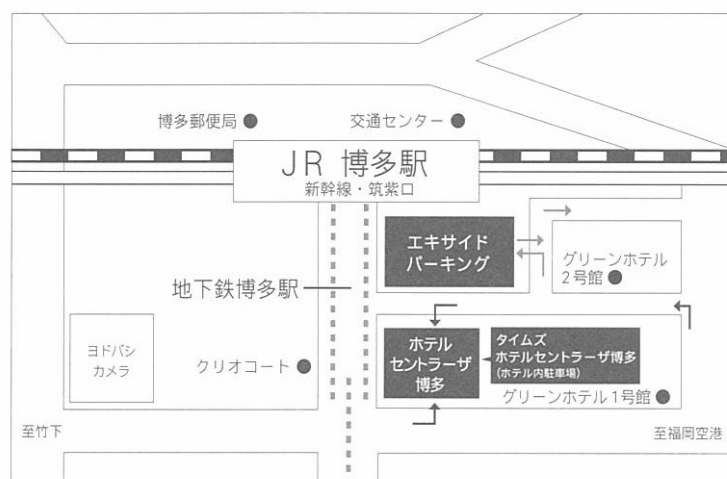 博多郵便局
交通センター
JR 博多駅
新幹線・筑紫口
エキサイド
パーキング
グリーンホテル
2号館
地下鉄博多駅
ヨドバシ
カメラ
クリオコート
ホテル
セントラーザ
博多
タイムズ
ホテルセントラーザ博多
(ホテル内駐車場)
グリーンホテル1号館
至竹下
至福岡空港